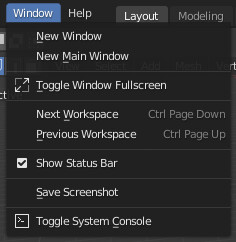 Window Help Layout Modeling
New Window
New Main Window
Toggle Window Fullscreen
Next Workspace Ctrl Page Down
Previous Workspace Ctrl Page Up
Show Status Bar
Save Screenshot
Toggle System Console